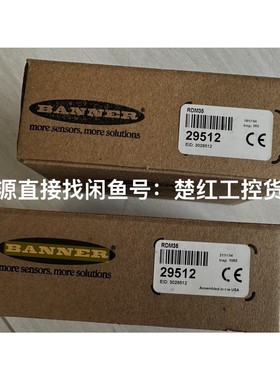 BANNER
more sensors, more solutions
RDM35
29512
EID: 3029512
CE
源直接找闲鱼号：楚红工控货
BANNER
more sensors, more solutions
RDM35
29512
EID: 3029512
CE
Assembled in the USA